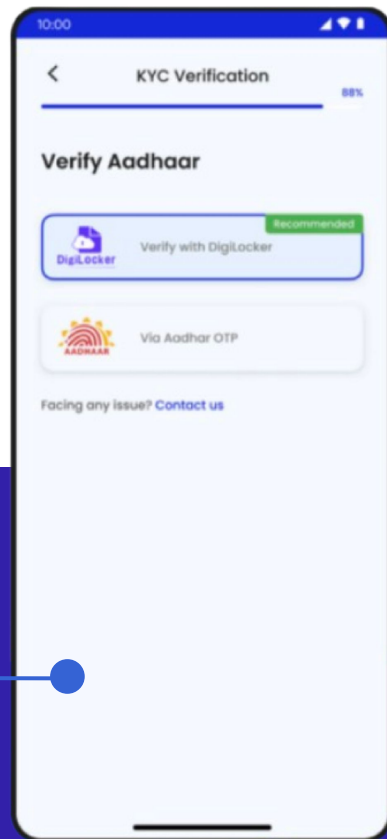 10:00
KYC Verification
88%
Verify Aadhaar
Recommended
DigiLocker
Verify with DigiLocker
AADHAAR
Via Aadhar OTP
Facing any issue? Contact us